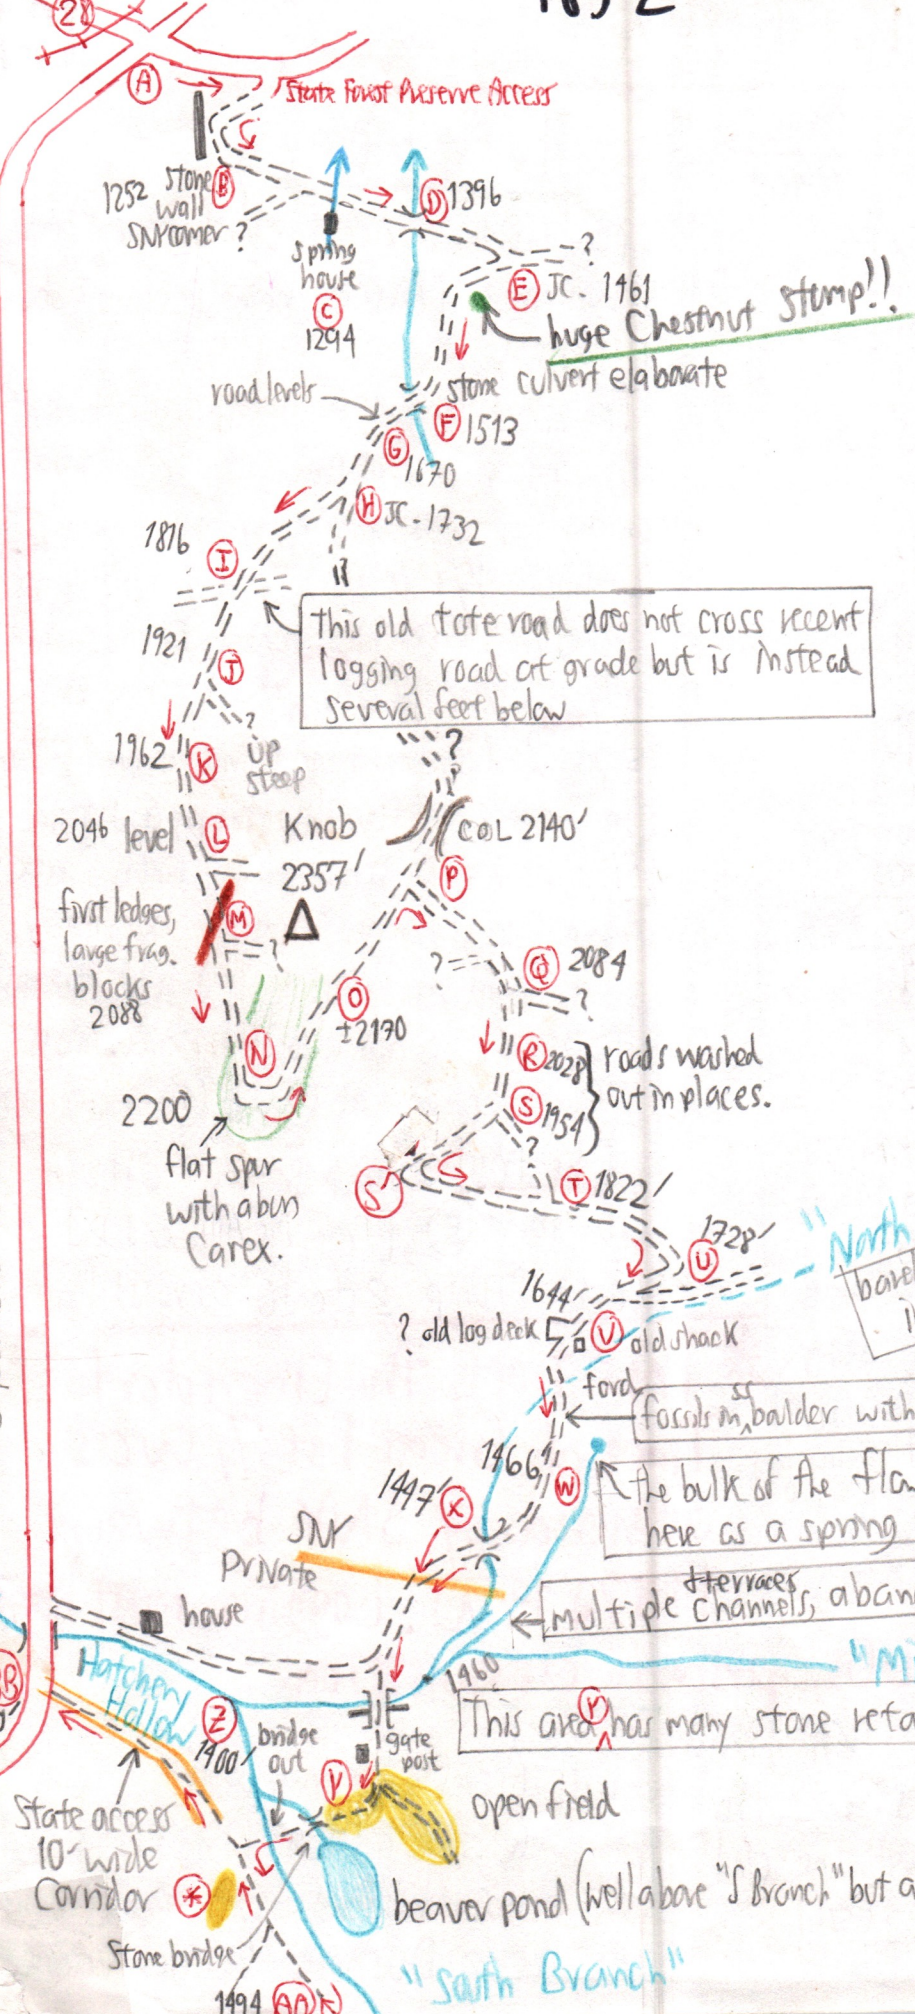 28
A
State Forest Preserve Access
1252
stone
wall
B
SNY corner ?
D 1396
spring
house
C
1294
?
E JC. 1461
huge Chestnut Stump!!
road levels
stone culvert elaborate
F 1513
G
1670
H JC. 1732
1816
I
This old tote road does not cross recent
logging road at grade but is instead
several feet below
1921
J
?
up
steep
1962
K
?
?
2046 level L
Knob
2357'
COL 2140'
P
first ledges,
large frag.
blocks
2088
M
?
?
Q 2084
?
O
±2170
N
2200
flat spur
with abun
Carex.
R 2028
S 1954
roads washed
out in places.
?
S'
T 1822'
1728'
U
"North
1644'
? old log deck
V old shack
ford
fossils in ss boulder with
1466'
W
1447'
X
the bulk of the
here as a spring
SNY
Private
multiple channels, terraces
house
1460
Hatchery
Hollow
Z
1400'
bridge
out
gate
post
This area has many stone
Y
open field
State access
10' wide
Corridor
*
beaver pond (well above "S Branch" but a
Stone bridge
"South Branch"
1494 AA